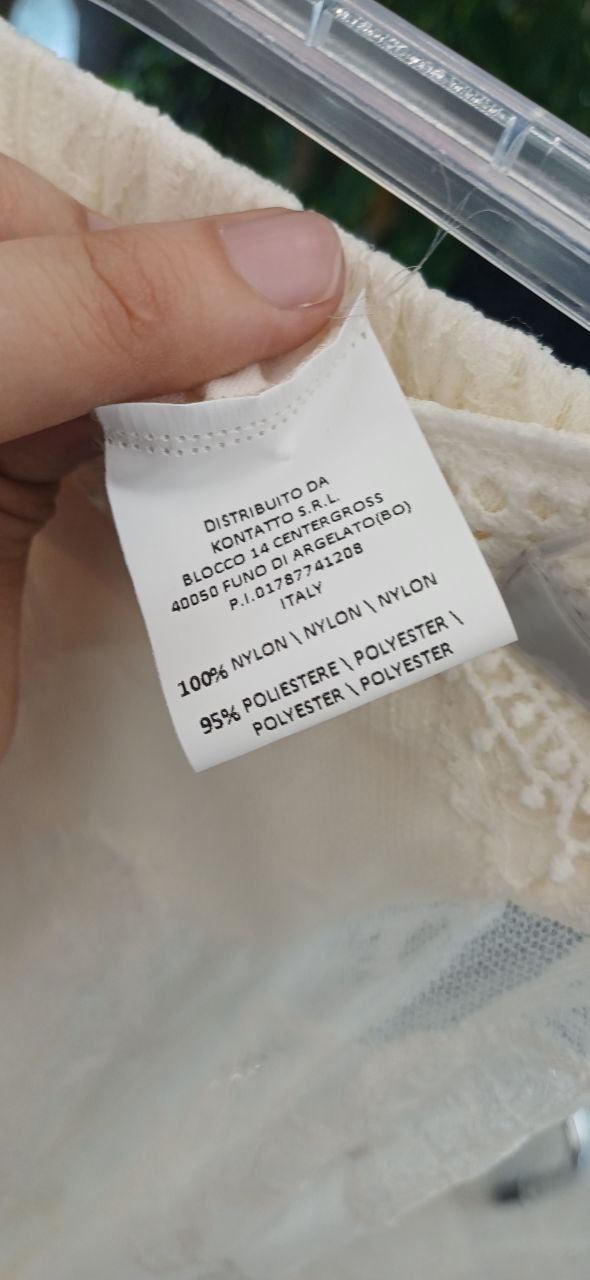 DISTRIBUITO DA
KONTATTO S.R.L.
BLOCCO 14 CENTERGROSS
40050 FUNO DI ARGELATO(BO)
P.I.01787741208
ITALY
100% NYLON \ NYLON \ NYLON
95% POLIESTERE \ POLYESTER \
POLYESTER \ POLYESTER